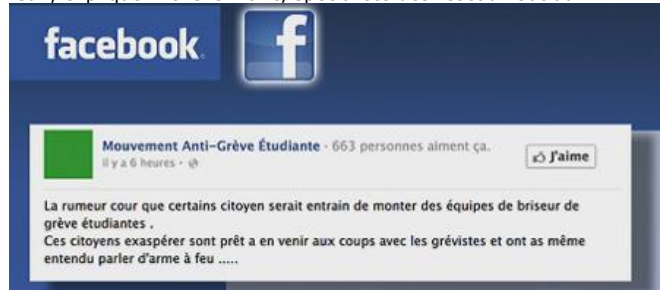 facebook
f
Mouvement Anti-Grève Étudiante · 663 personnes aiment ça.
il y a 6 heures ·
J'aime
La rumeur cour que certains citoyen serait entrain de monter des équipes de briseur de
grève étudiantes .
Ces citoyens exaspérer sont prêt a en venir aux coups avec les grévistes et ont as même
entendu parler d'arme à feu .....